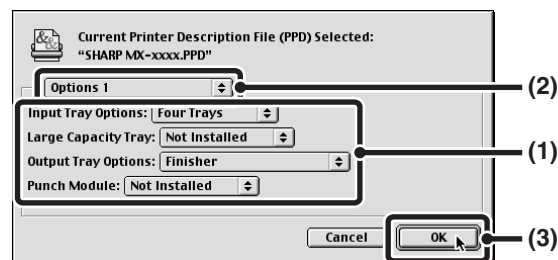 Current Printer Description File (PPD) Selected:
"SHARP MX-xxxx.PPD"
Options 1
(2)
Input Tray Options: Four Trays
Large Capacity Tray: Not Installed
(1)
Output Tray Options: Finisher
Punch Module: Not Installed
Cancel
OK
(3)